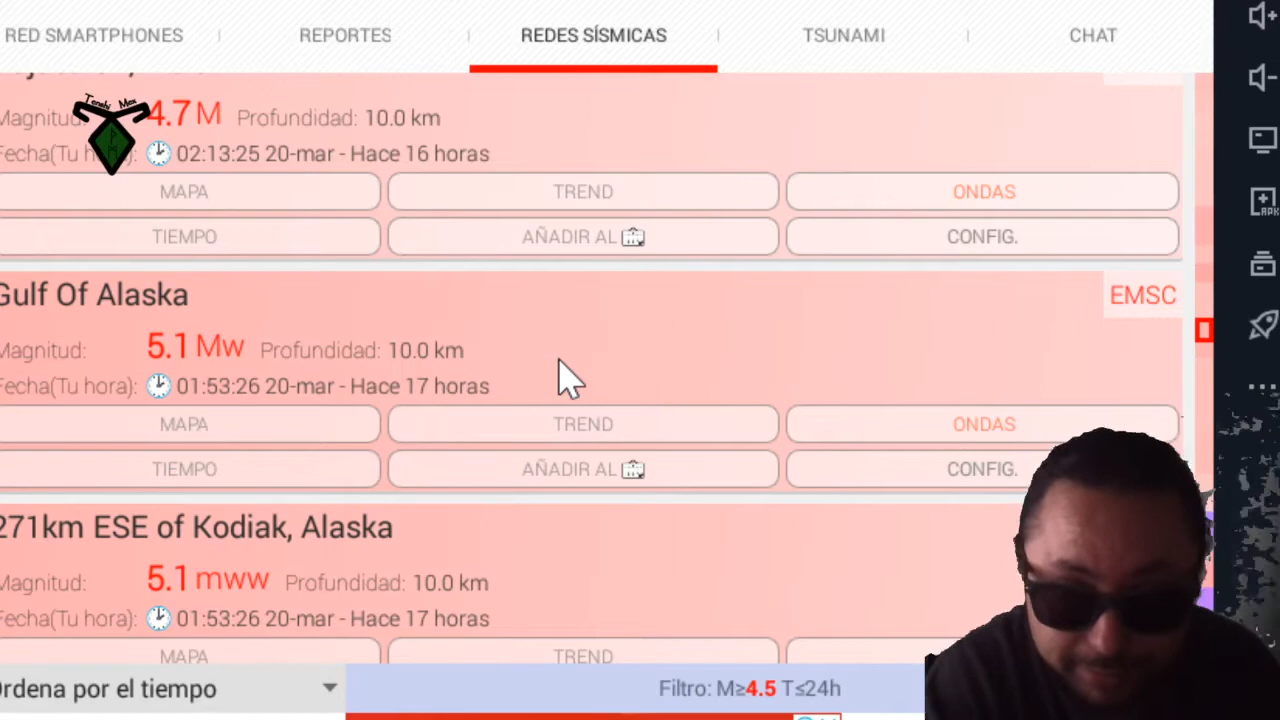 RED SMARTPHONES REPORTES REDES SÍSMICAS TSUNAMI CHAT
Tenshi Mex
4.7 M Profundidad: 10.0 km
02:13:25 20-mar - Hace 16 horas
MAPA TREND ONDAS
TIEMPO AÑADIR AL CONFIG.
Gulf Of Alaska EMSC
Magnitud: 5.1 Mw Profundidad: 10.0 km
Fecha(Tu hora): 01:53:26 20-mar - Hace 17 horas
MAPA TREND ONDAS
TIEMPO AÑADIR AL CONFIG.
271km ESE of Kodiak, Alaska
Magnitud: 5.1 mww Profundidad: 10.0 km
Fecha(Tu hora): 01:53:26 20-mar - Hace 17 horas
MAPA TREND
Ordena por el tiempo Filtro: M≥4.5 T≤24h
APK